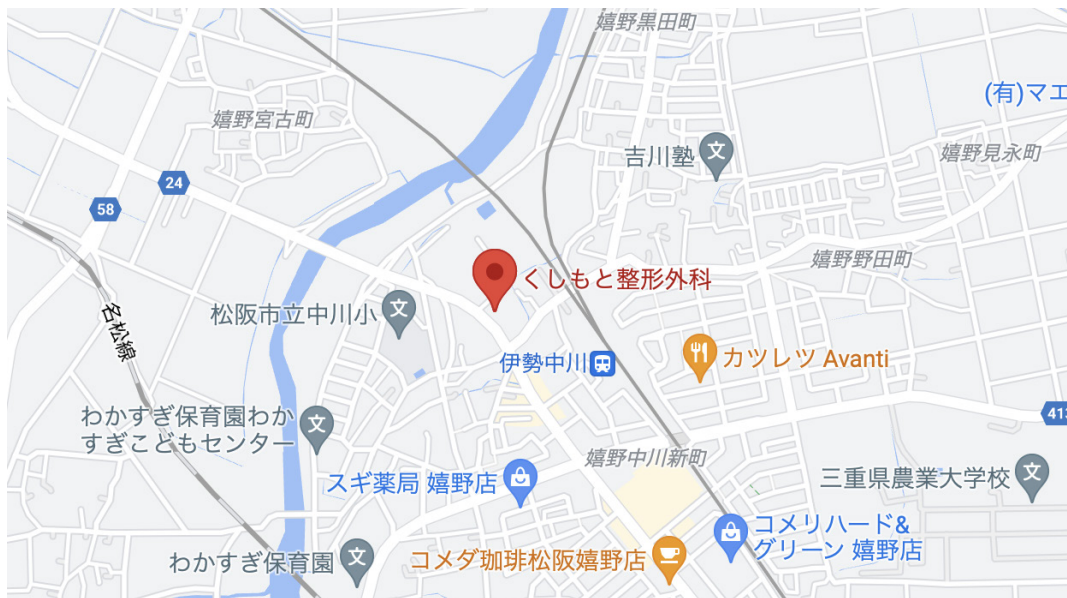 嬉野黒田町
(有)マエ
嬉野宮古町
吉川塾
嬉野見永町
24
58
嬉野野田町
くしもと整形外科
松阪市立中川小
名松線
伊勢中川
カツレツ Avanti
わかすぎ保育園わか
すぎこどもセンター
413
嬉野中川新町
スギ薬局 嬉野店
三重県農業大学校
コメリハード&
グリーン 嬉野店
わかすぎ保育園
コメダ珈琲松阪嬉野店